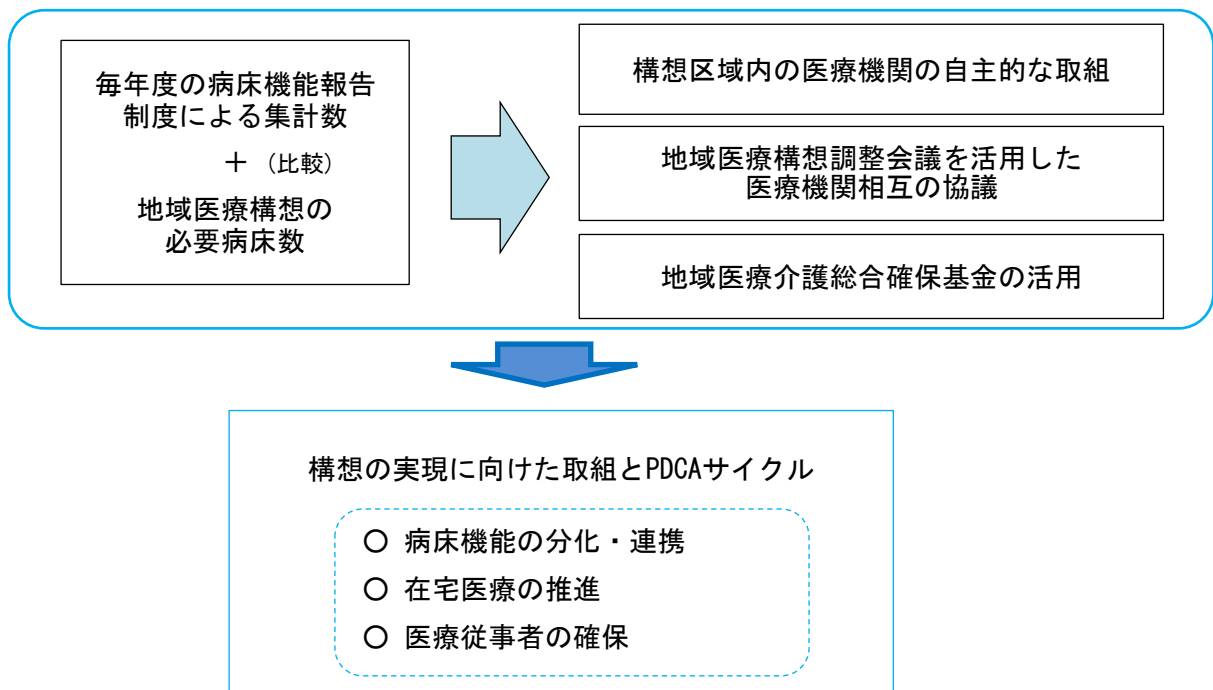 毎年度の病床機能報告
制度による集計数
＋（比較）
地域医療構想の
必要病床数
構想区域内の医療機関の自主的な取組
地域医療構想調整会議を活用した
医療機関相互の協議
地域医療介護総合確保基金の活用
構想の実現に向けた取組とPDCAサイクル
○ 病床機能の分化・連携
○ 在宅医療の推進
○ 医療従事者の確保